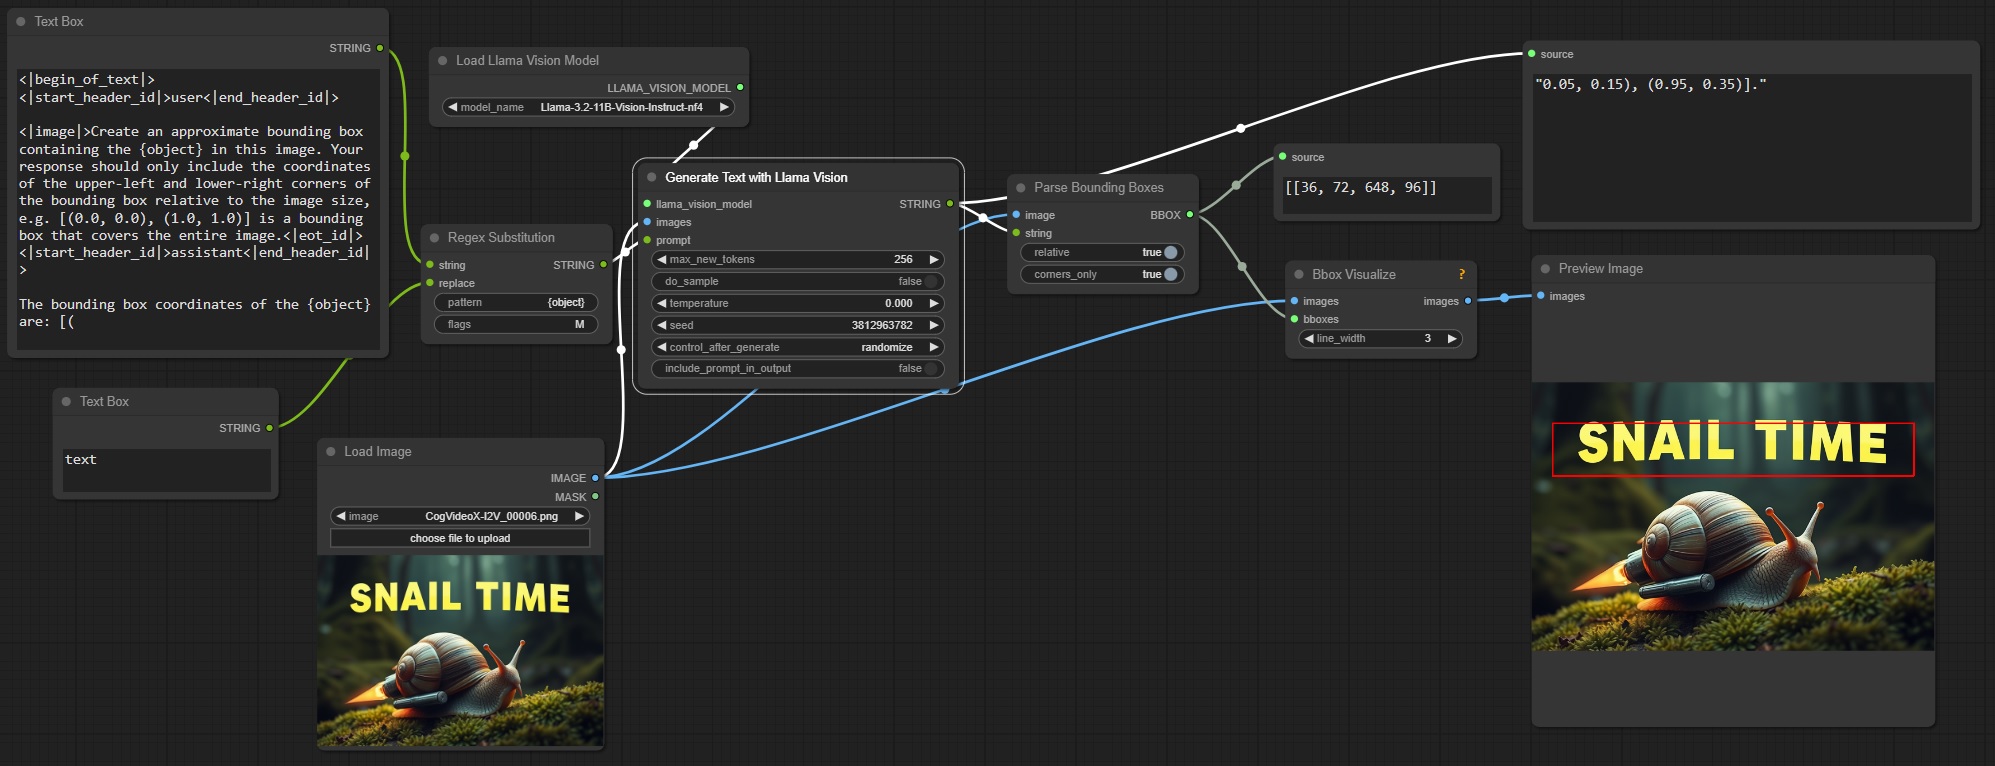 Text Box
STRING
<|begin_of_text|>
<|start_header_id|>user<|end_header_id|>
<|image|>Create an approximate bounding box
containing the {object} in this image. Your
response should only include the coordinates
of the upper-left and lower-right corners of
the bounding box relative to the image size,
e.g. [(0.0, 0.0), (1.0, 1.0)] is a bounding
box that covers the entire image.<|eot_id|>
<|start_header_id|>assistant<|end_header_id|
>
The bounding box coordinates of the {object}
are: [(
Text Box
STRING
text
Load Llama Vision Model
LLAMA_VISION_MODEL
model_name Llama-3.2-11B-Vision-Instruct-nf4
Regex Substitution
string STRING
replace
pattern {object}
flags M
Load Image
IMAGE
MASK
image CogVideoX-I2V_00006.png
choose file to upload
SNAIL TIME
Generate Text with Llama Vision
llama_vision_model STRING
images
prompt
max_new_tokens 256
do_sample false
temperature 0.000
seed 3812963782
control_after_generate randomize
include_prompt_in_output false
Parse Bounding Boxes
image BBOX
string
relative true
corners_only true
source
[[36, 72, 648, 96]]
Bbox Visualize ?
images images
bboxes
line_width 3
source
"0.05, 0.15), (0.95, 0.35)]."
Preview Image
images
SNAIL TIME